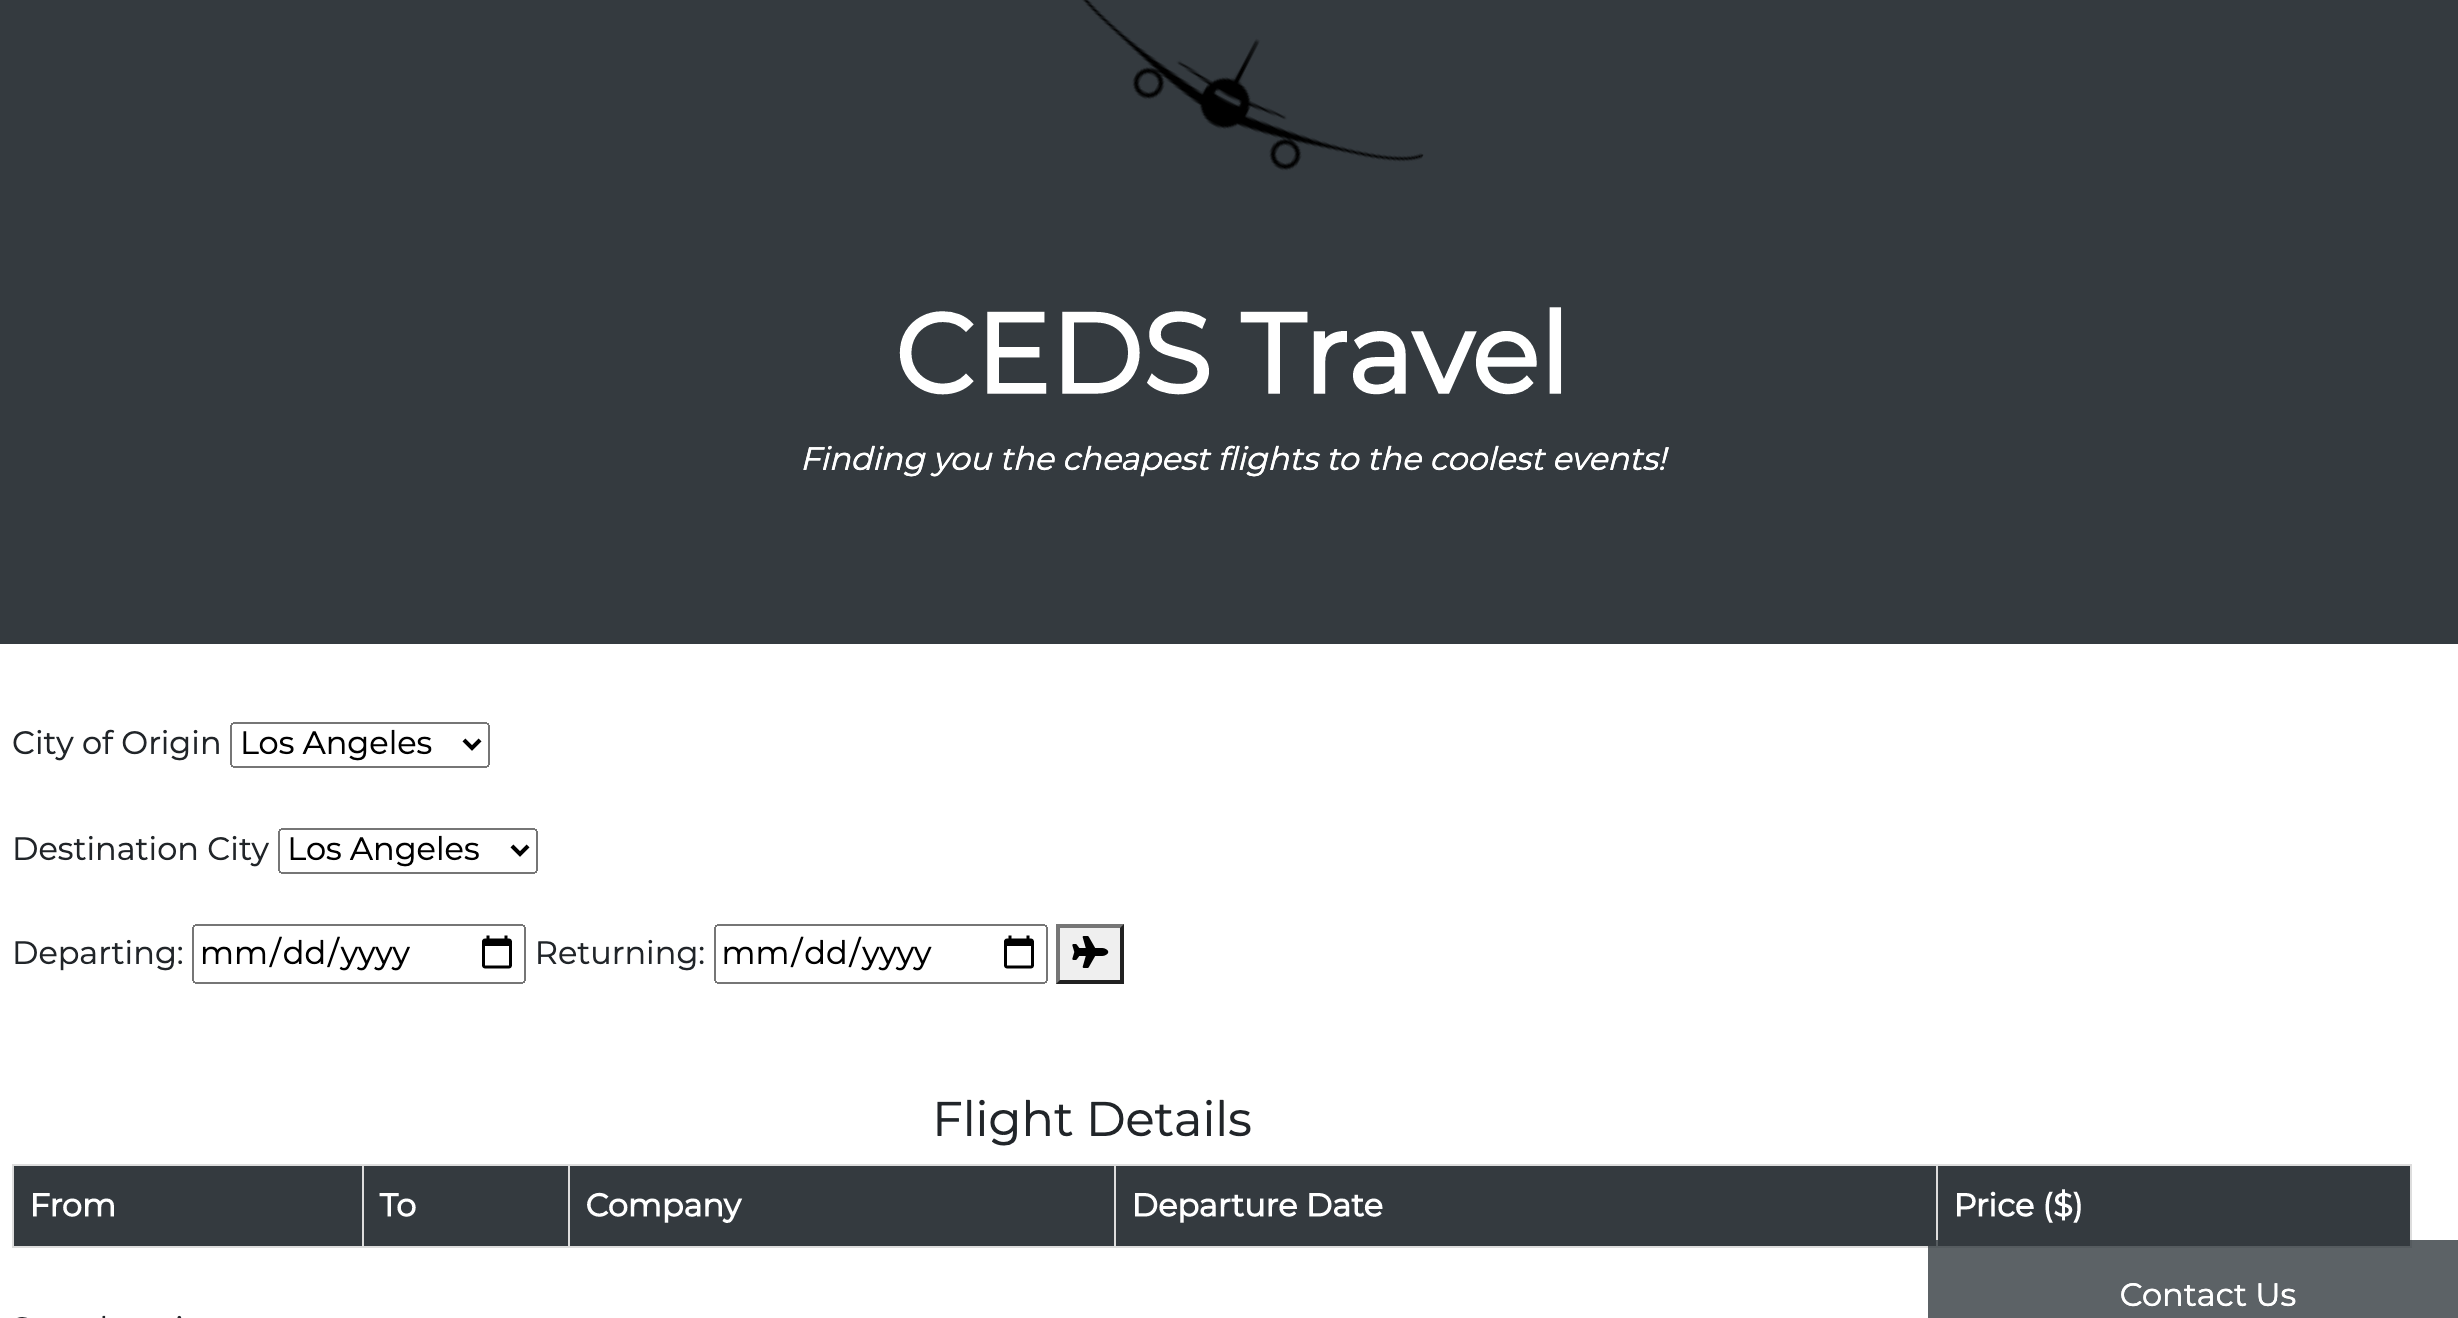 CEDS Travel
Finding you the cheapest flights to the coolest events!
City of Origin Los Angeles
Destination City Los Angeles
Departing: mm/dd/yyyy Returning: mm/dd/yyyy
Flight Details
From To Company Departure Date Price ($)
Contact Us